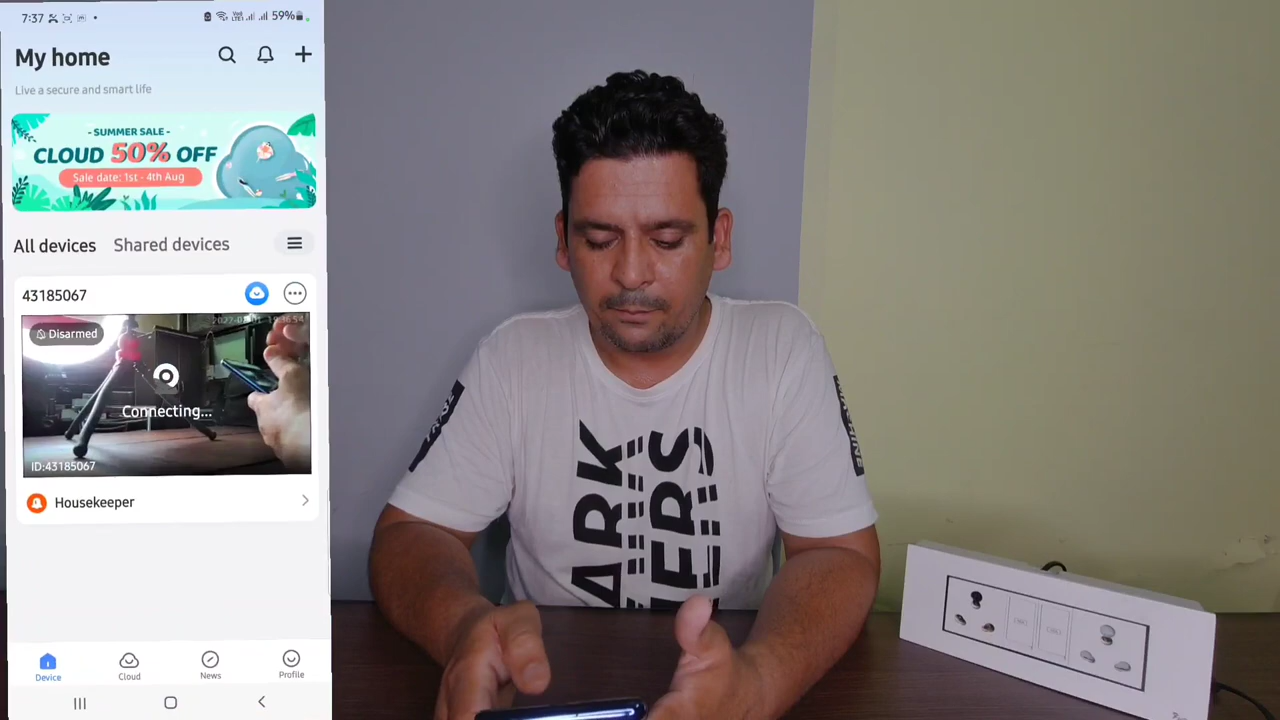 7:37
59%
My home
Live a secure and smart life
- SUMMER SALE -
CLOUD 50% OFF
Sale date: 1st - 4th Aug
All devices
Shared devices
43185067
Disarmed
Connecting...
ID:43185067
Housekeeper
Device
Cloud
News
Profile